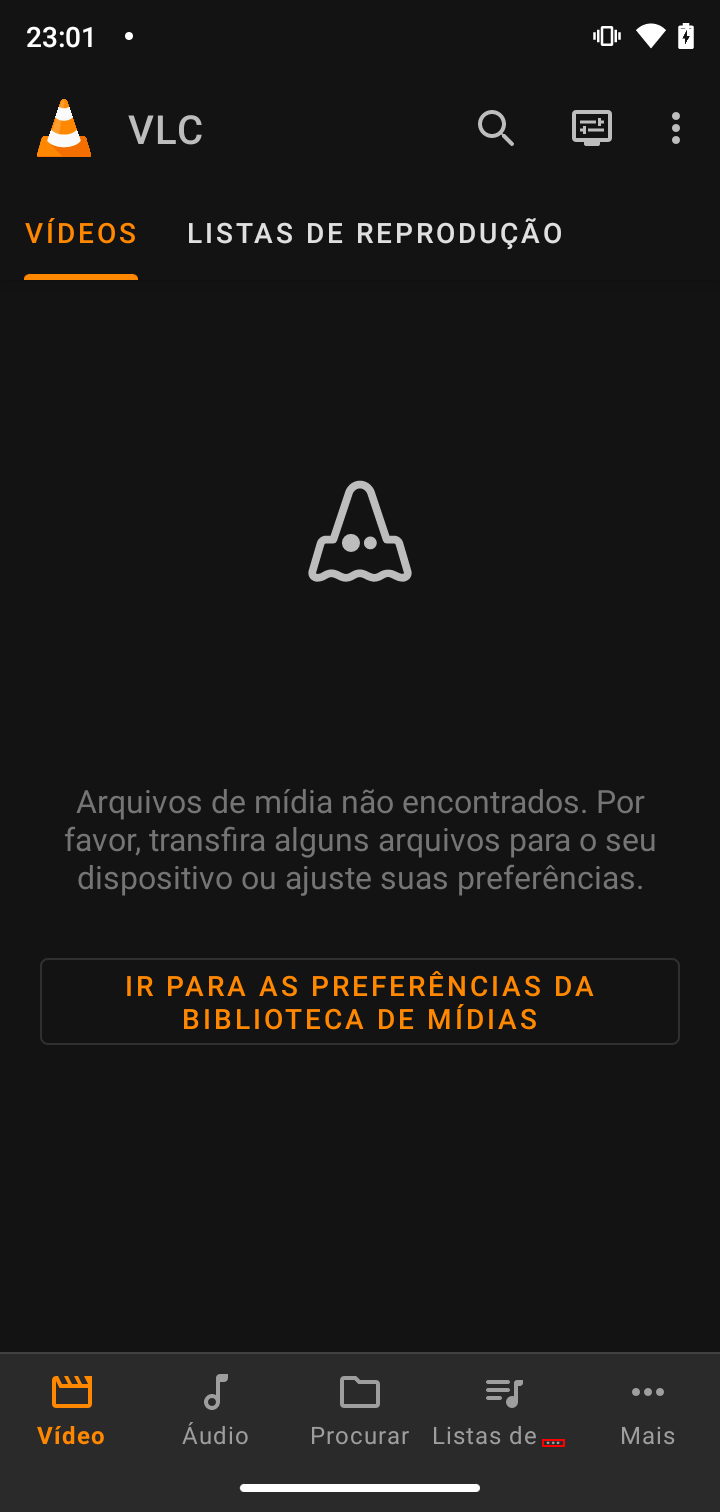 23:01
VLC
VÍDEOS
LISTAS DE REPRODUÇÃO
Arquivos de mídia não encontrados. Por
favor, transfira alguns arquivos para o seu
dispositivo ou ajuste suas preferências.
IR PARA AS PREFERÊNCIAS DA
BIBLIOTECA DE MÍDIAS
Vídeo
Áudio
Procurar
Listas de…
Mais